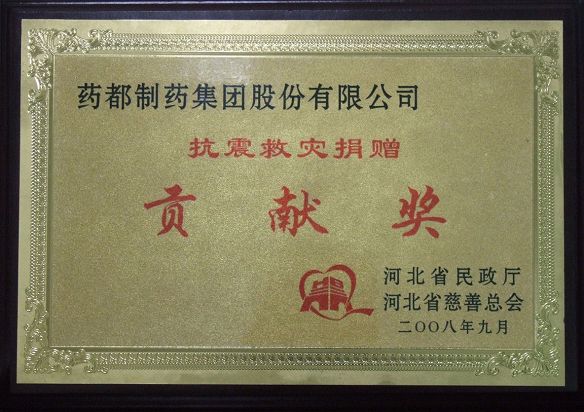 药都制药集团股份有限公司
抗震救灾捐赠
贡献奖
河北省民政厅
河北省慈善总会
二〇〇八年九月